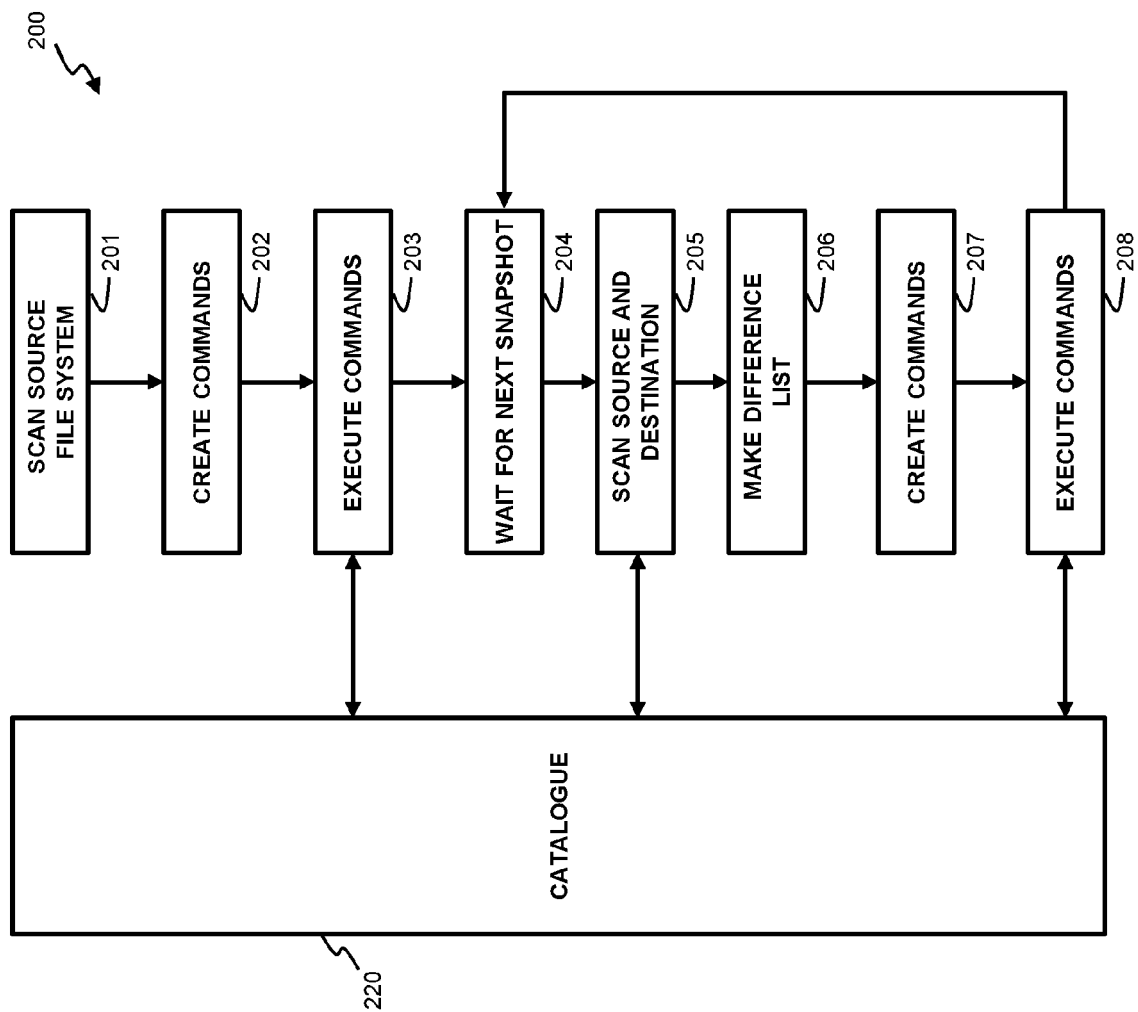 200
SCAN SOURCE
FILE SYSTEM
201
CREATE COMMANDS
202
EXECUTE COMMANDS
203
WAIT FOR NEXT SNAPSHOT
204
SCAN SOURCE AND
DESTINATION
205
MAKE DIFFERENCE
LIST
206
CREATE COMMANDS
207
EXECUTE COMMANDS
208
CATALOGUE
220